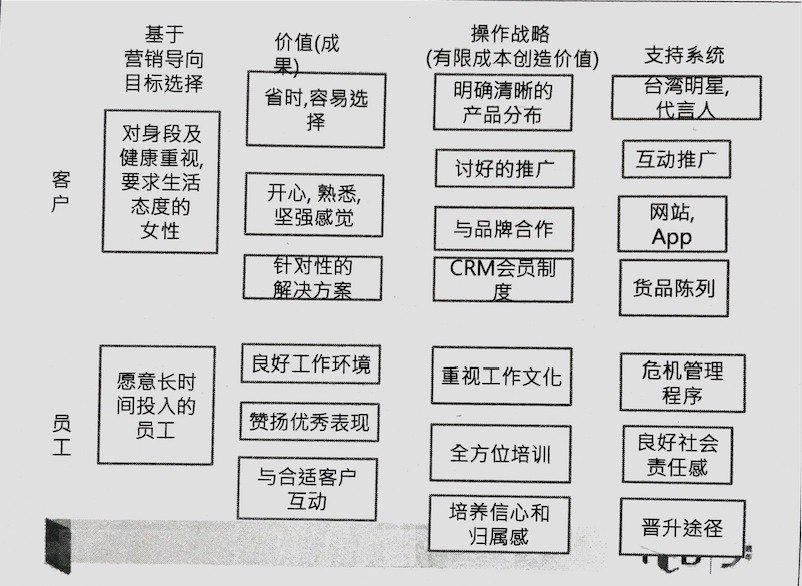 基于
营销导向
目标选择
价值(成
果)
操作战略
(有限成本创造价值)
支持系统
客
户
对身段及
健康重视,
要求生活
态度的
女性
省时,容易选
择
开心, 熟悉,
坚强感觉
针对性的
解决方案
明确清晰的
产品分布
讨好的推广
与品牌合作
CRM会员制
度
台湾明星,
代言人
互动推广
网站,
App
货品陈列
员
工
愿意长时
间投入的
员工
良好工作环境
赞扬优秀表现
与合适客户
互动
重视工作文化
全方位培训
培养信心和
归属感
危机管理
程序
良好社会
责任感
晋升途径